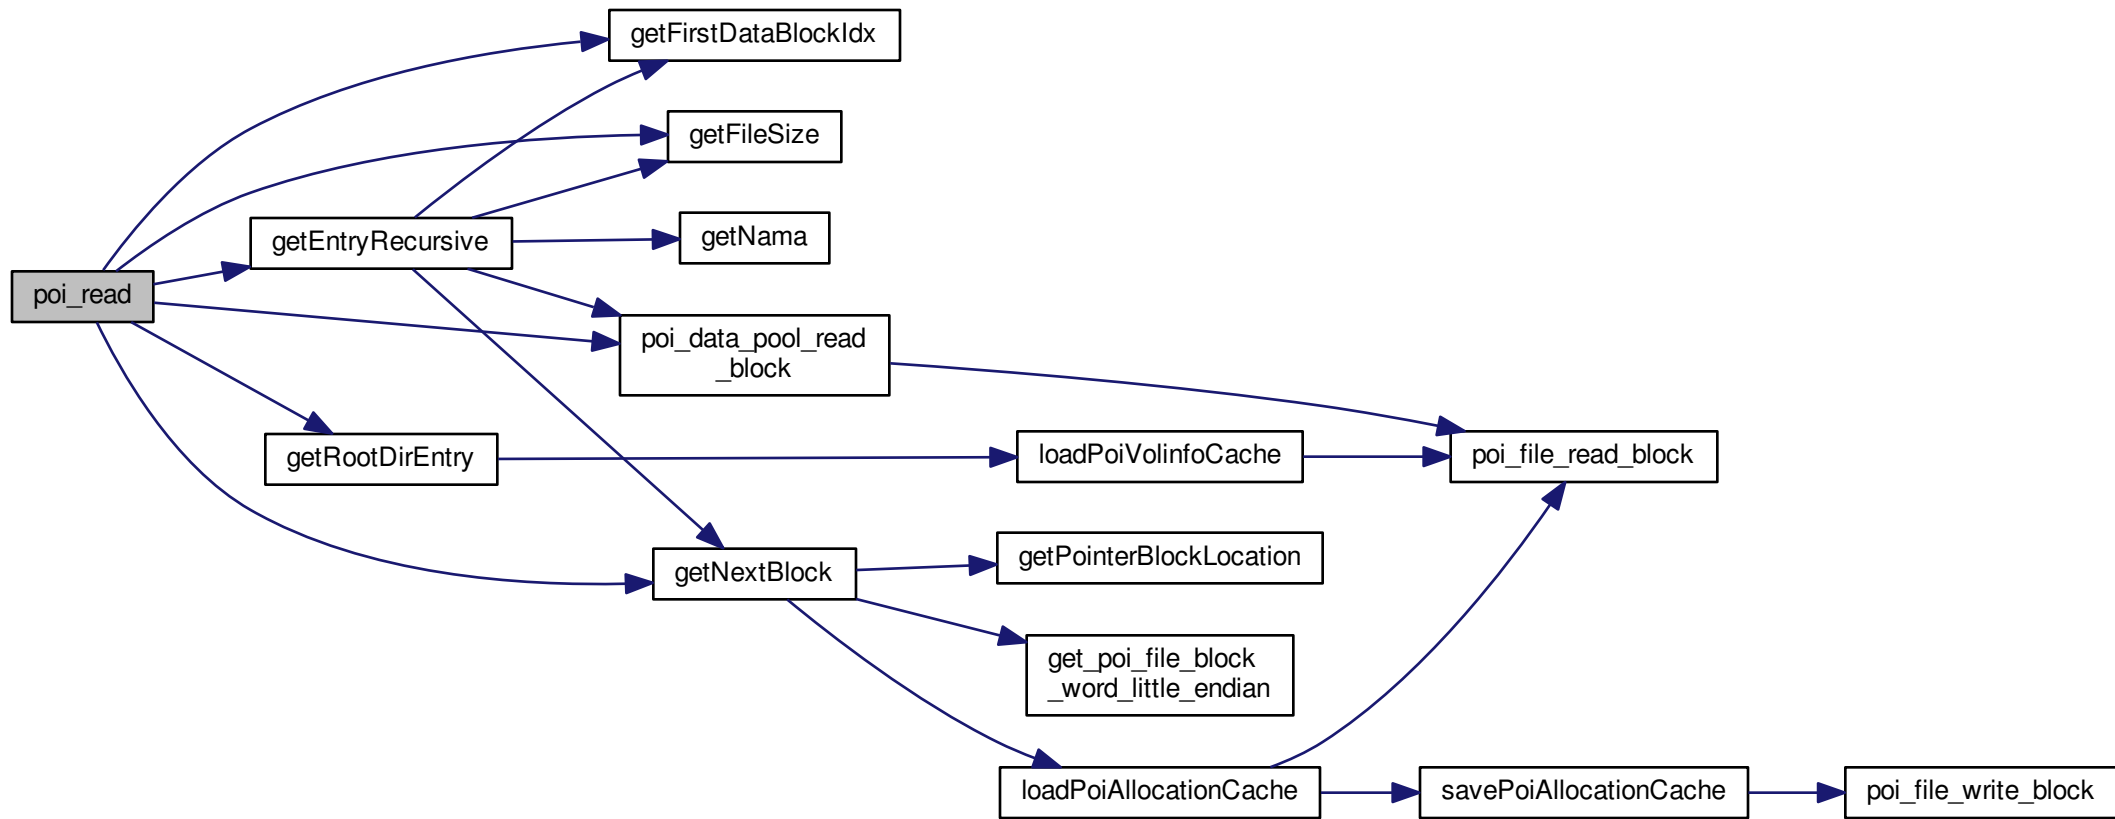 getFirstDataBlockIdx
getFileSize
getNama
getEntryRecursive
poi_read
poi_data_pool_read
_block
getRootDirEntry
loadPoiVolinfoCache
poi_file_read_block
getNextBlock
getPointerBlockLocation
get_poi_file_block
_word_little_endian
loadPoiAllocationCache
savePoiAllocationCache
poi_file_write_block